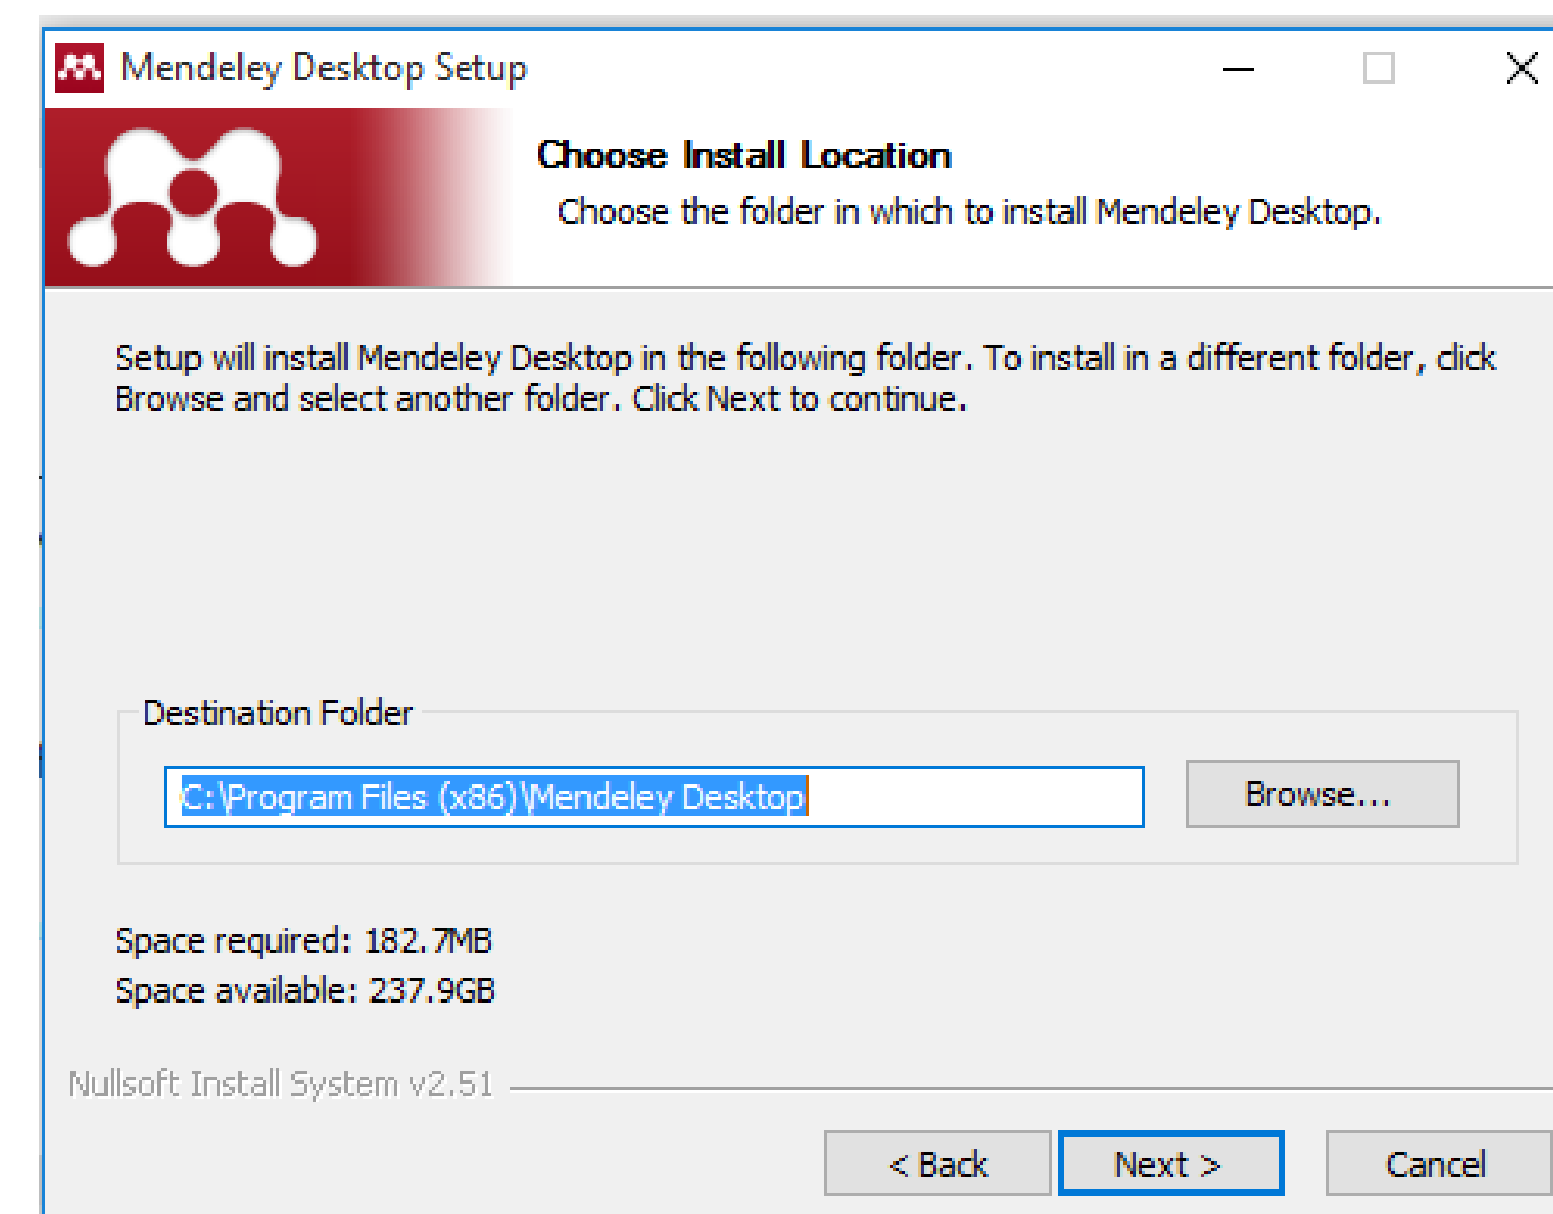 Mendeley Desktop Setup
Choose Install Location
Choose the folder in which to install Mendeley Desktop.
Setup will install Mendeley Desktop in the following folder. To install in a different folder, click
Browse and select another folder. Click Next to continue.
Destination Folder
C:\Program Files (x86)\Mendeley Desktop
Browse...
Space required: 182.7MB
Space available: 237.9GB
Nullsoft Install System v2.51
< Back
Next >
Cancel